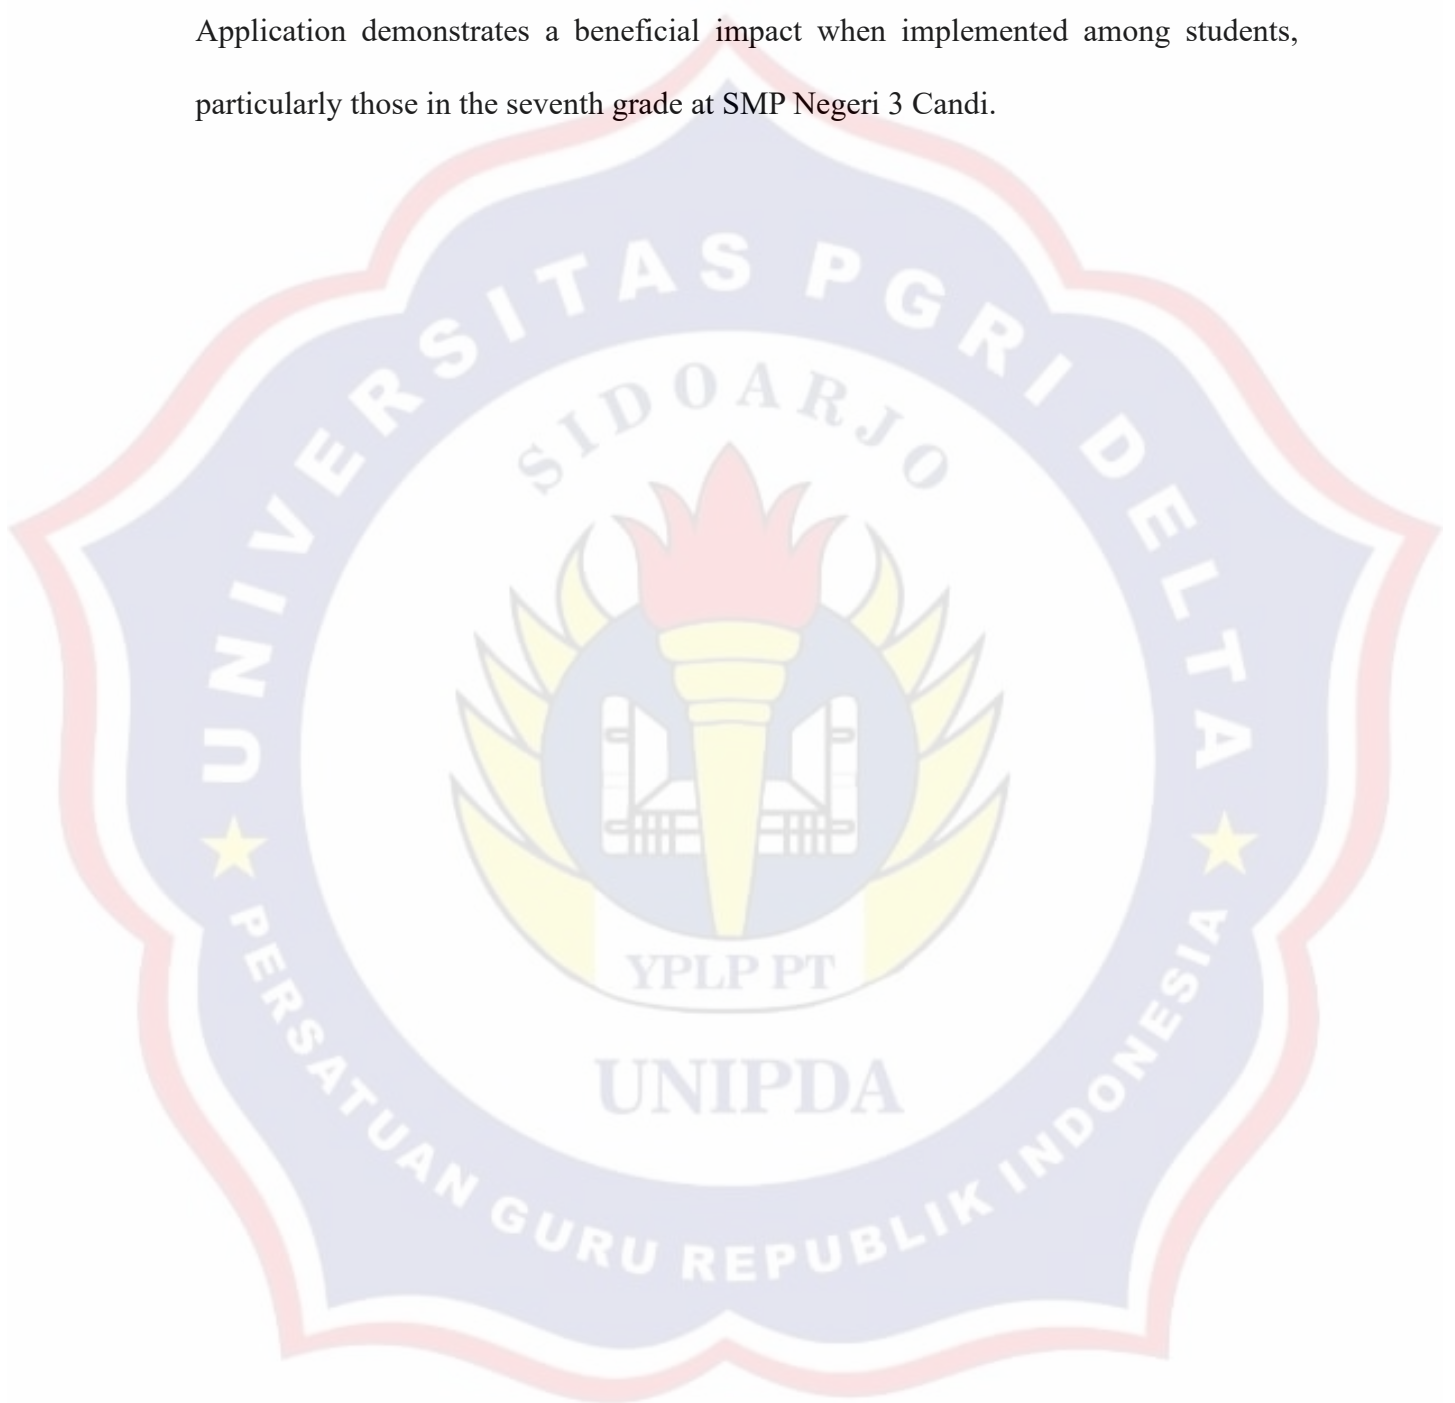 Application demonstrates a beneficial impact when implemented among students,
particularly those in the seventh grade at SMP Negeri 3 Candi.
UNIVERSITAS PGRI DELTA
SIDOARJO
YPLP PT
UNIPDA
PERSATUAN GURU REPUBLIK INDONESIA